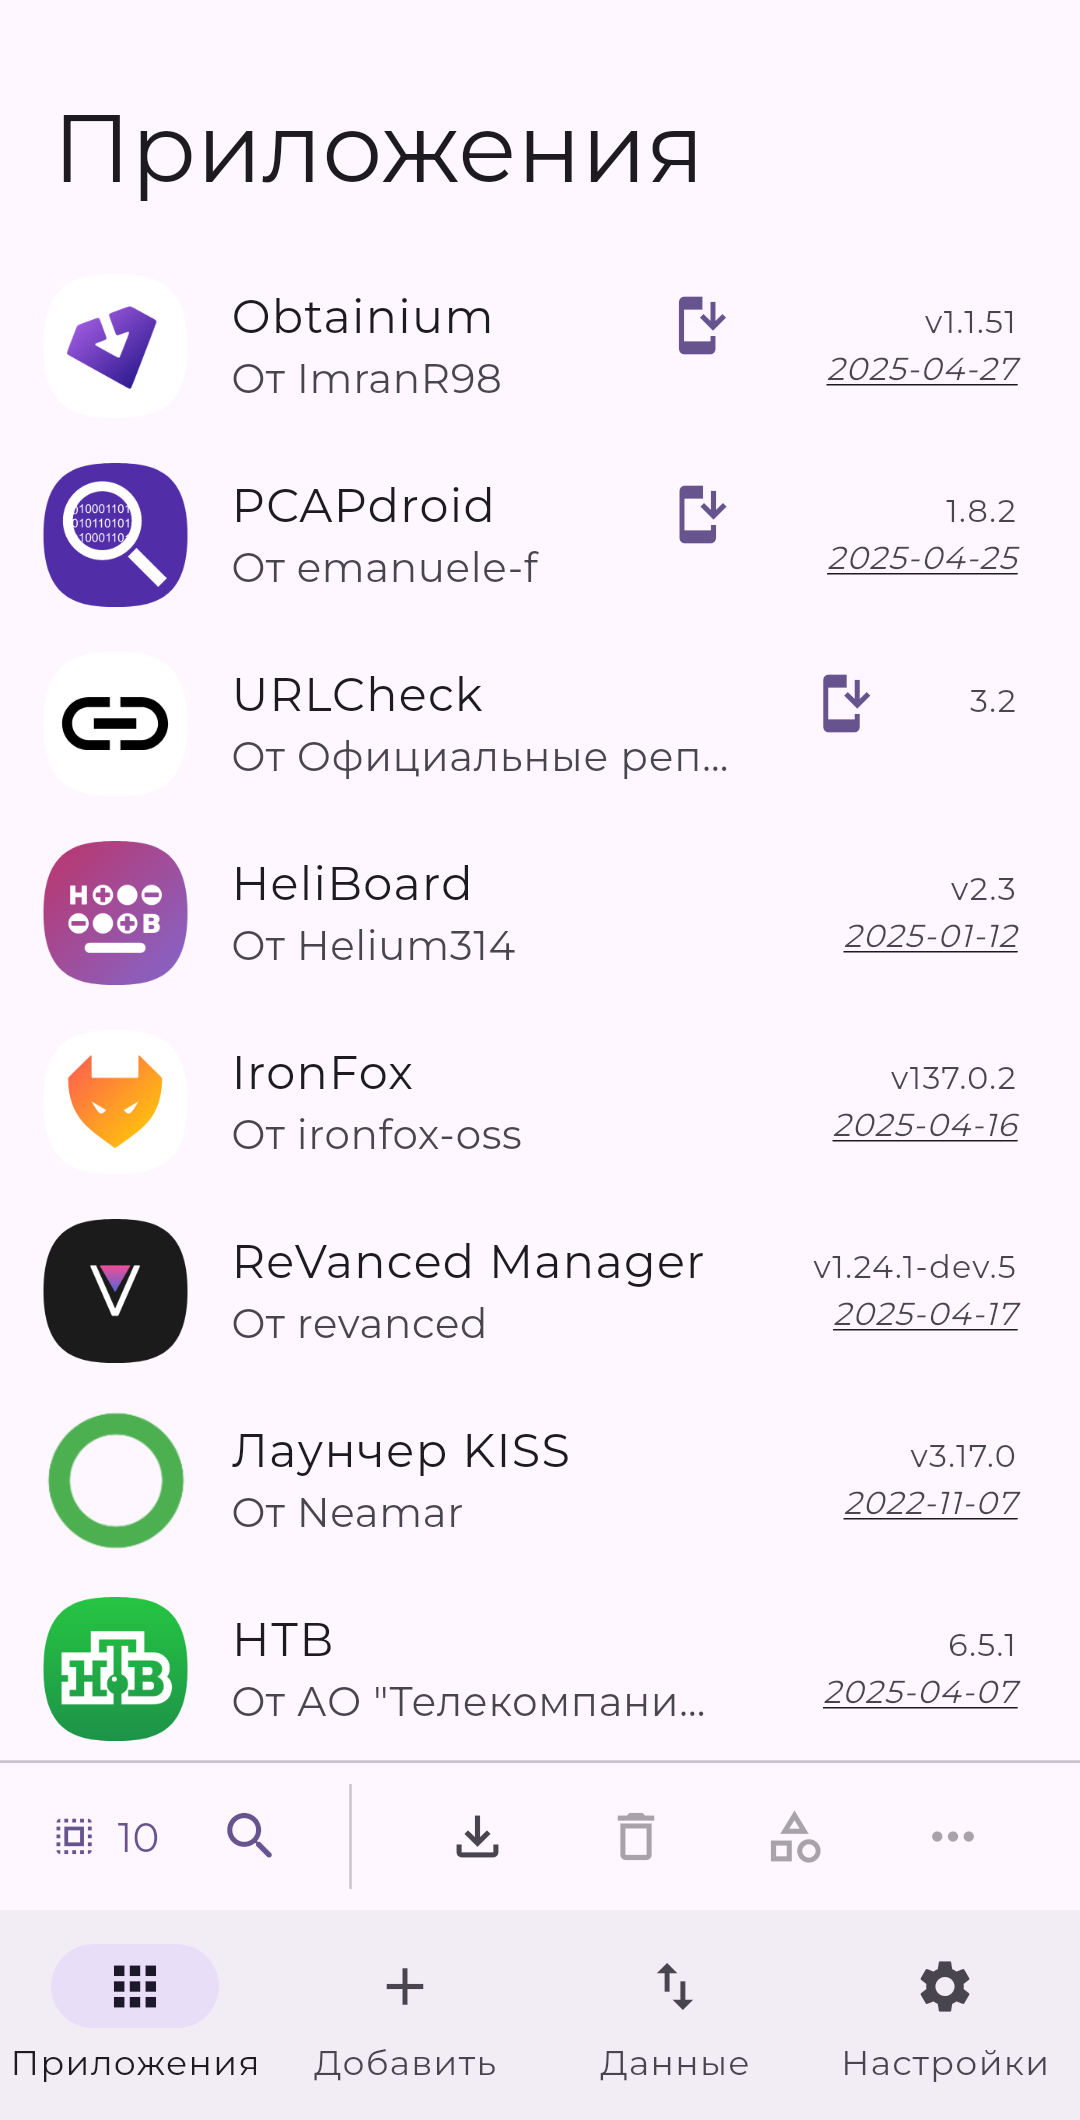 Приложения
Obtainium
v1.1.51
От ImranR98
2025-04-27
PCAPdroid
1.8.2
От emanuele-f
2025-04-25
URLCheck
3.2
От Официальные реп...
HeliBoard
v2.3
От Helium314
2025-01-12
IronFox
v137.0.2
От ironfox-oss
2025-04-16
ReVanced Manager
v1.24.1-dev.5
От revanced
2025-04-17
Лаунчер KISS
v3.17.0
От Neamar
2022-11-07
НТВ
НТВ
6.5.1
От АО "Телекомпани...
2025-04-07
10
Приложения
Добавить
Данные
Настройки